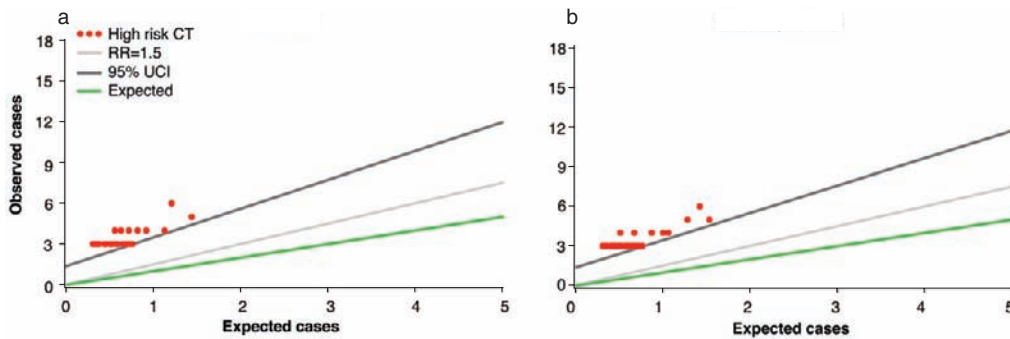 a
High risk CT
RR=1.5
95% UCI
Expected
18
15
12
9
6
3
0
0 1 2 3 4 5
Observed cases
Expected cases
b
18
15
12
9
6
3
0
0 1 2 3 4 5
Expected cases